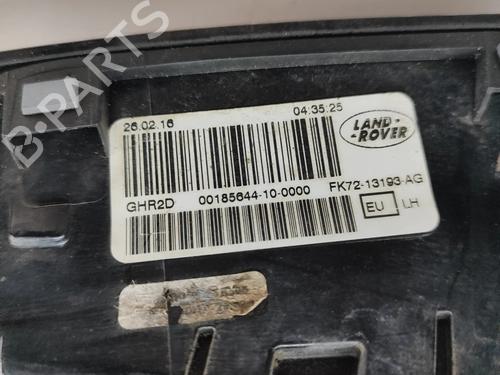 26.02.16 04:35:25
LAND-
-ROVER
GHR2D 00185644-10-0000 FK72-13193-AG
EU LH
B-PARTS